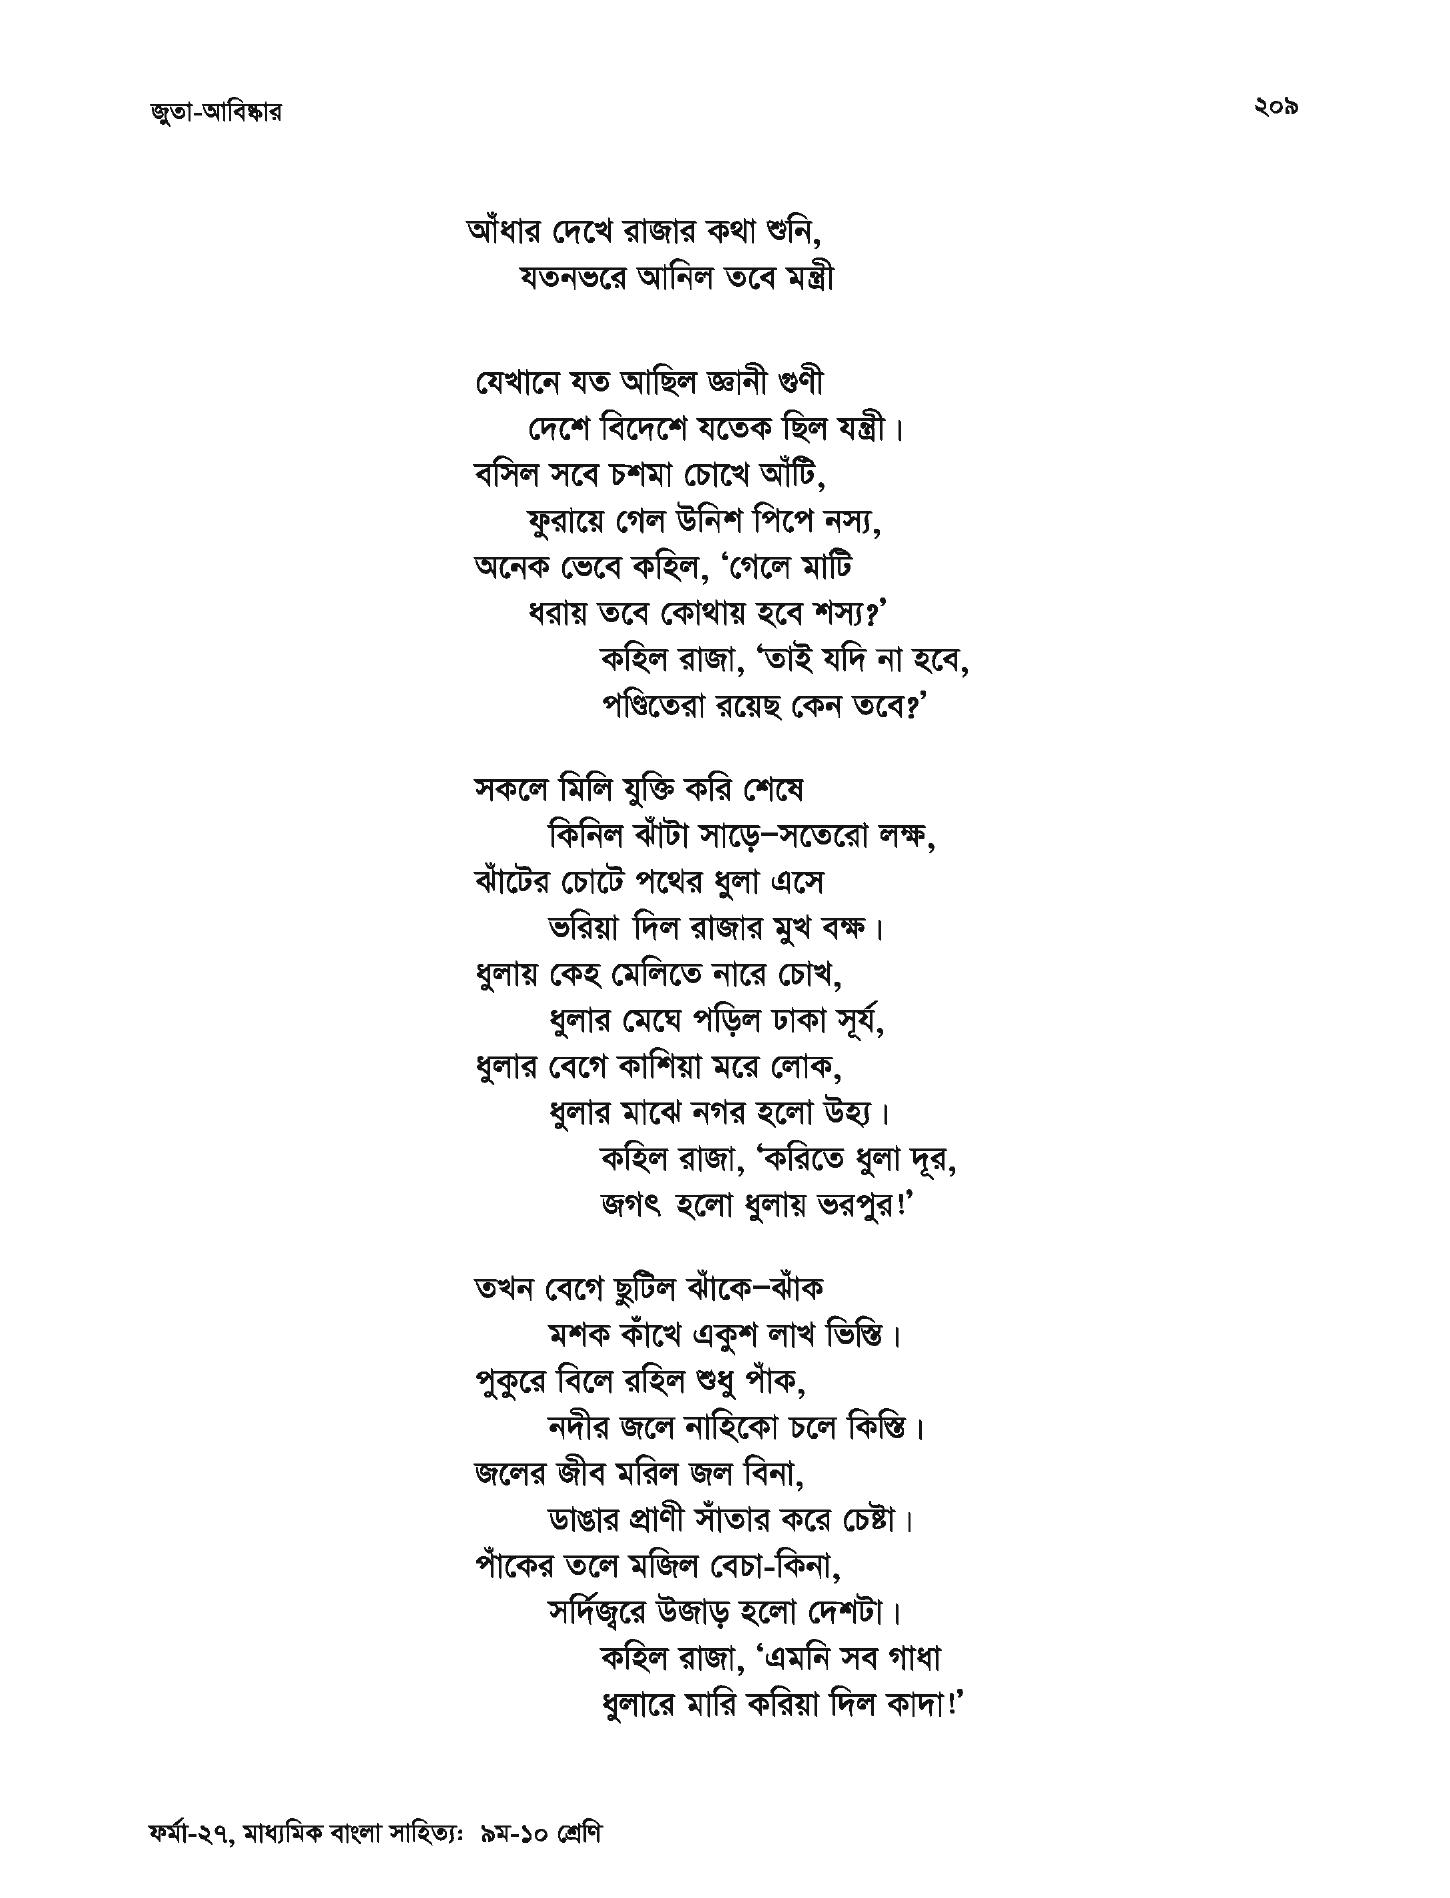 জুতা-আবিষ্কার
২০৯
আঁধার দেখে রাজার কথা শুনি,
যতনভরে আনিল তবে মন্ত্রী
যেখানে যত আছিল জ্ঞানী গুণী
দেশে বিদেশে যতেক ছিল যন্ত্রী।
বসিল সবে চশমা চোখে আঁটি,
ফুরায়ে গেল উনিশ পিপে নস্য,
অনেক ভেবে কহিল, ‘গেলে মাটি
ধরায় তবে কোথায় হবে শস্য?’
কহিল রাজা, ‘তাই যদি না হবে,
পণ্ডিতেরা রয়েছ কেন তবে?’
সকলে মিলি যুক্তি করি শেষে
কিনিল ঝাঁটা সাড়ে–সতেরো লক্ষ,
ঝাঁটের চোটে পথের ধুলা এসে
ভরিয়া দিল রাজার মুখ বক্ষ।
ধুলায় কেহ মেলিতে নারে চোখ,
ধুলার মেঘে পড়িল ঢাকা সূর্য,
ধুলার বেগে কাশিয়া মরে লোক,
ধুলার মাঝে নগর হলো উহ্য।
কহিল রাজা, ‘করিতে ধুলা দূর,
জগৎ হলো ধুলায় ভরপুর!’
তখন বেগে ছুটিল ঝাঁকে–ঝাঁক
মশক কাঁখে একুশ লাখ ভিস্তি।
পুকুরে বিলে রহিল শুধু পাঁক,
নদীর জলে নাহিকো চলে কিস্তি।
জলের জীব মরিল জল বিনা,
ডাঙার প্রাণী সাঁতার করে চেষ্টা।
পাঁকের তলে মজিল বেচা-কিনা,
সর্দিজ্বরে উজাড় হলো দেশটা।
কহিল রাজা, ‘এমনি সব গাধা
ধুলারে মারি করিয়া দিল কাদা!’
ফর্মা-২৭, মাধ্যমিক বাংলা সাহিত্য: ৯ম-১০ শ্রেণি